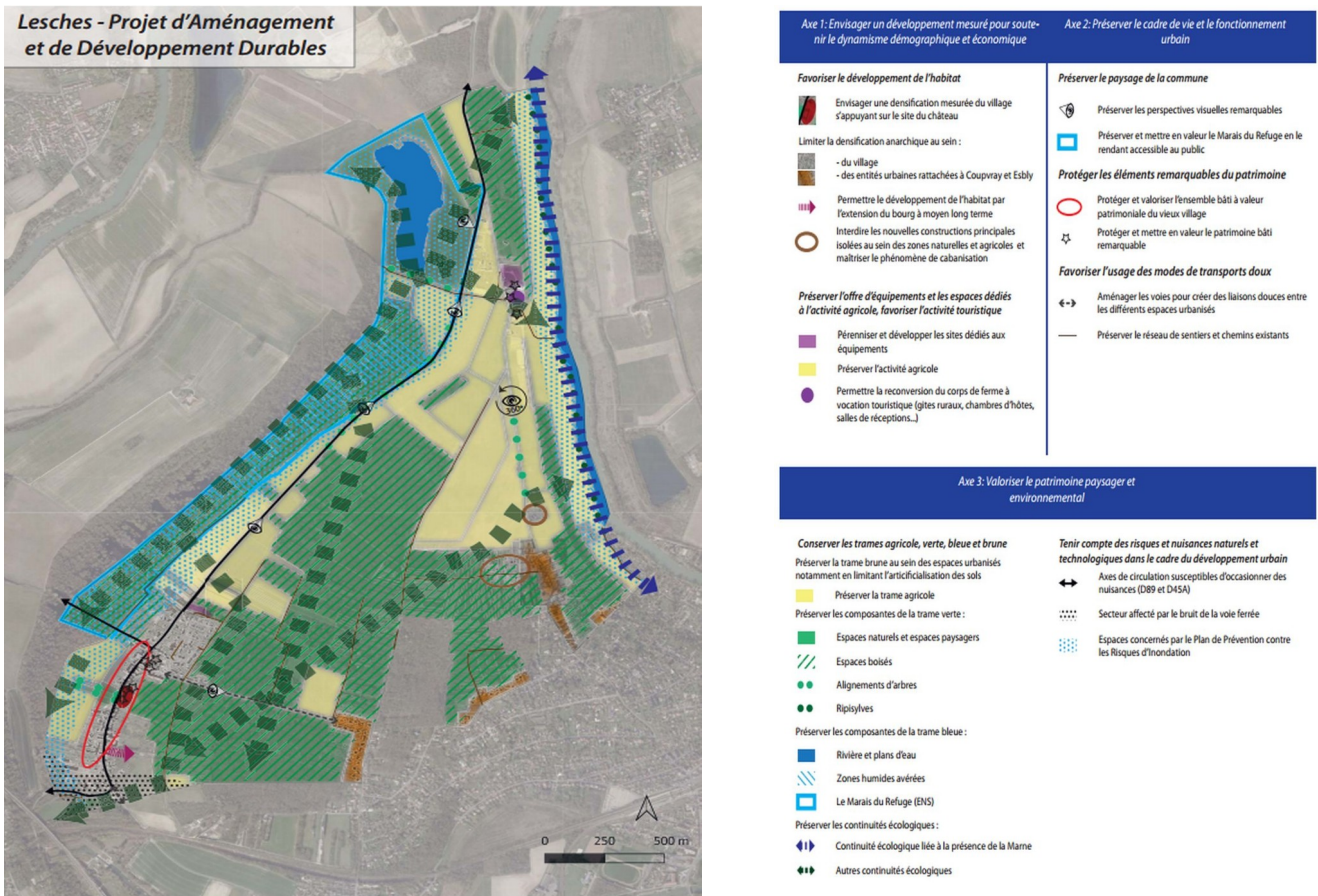 Lesches - Projet d'Aménagement
et de Développement Durables
360°
0 250 500 m
Axe 1: Envisager un développement mesuré pour soute-
nir le dynamisme démographique et économique
Favoriser le développement de l'habitat
Envisager une densification mesurée du village
s'appuyant sur le site du château
Limiter la densification anarchique au sein :
- du village
- des entités urbaines rattachées à Coupvray et Esbly
Permettre le développement de l'habitat par
l'extension du bourg à moyen long terme
Interdire les nouvelles constructions principales
isolées au sein des zones naturelles et agricoles et
maîtriser le phénomène de cabanisation
Préserver l'offre d'équipements et les espaces dédiés
à l'activité agricole, favoriser l'activité touristique
Pérenniser et développer les sites dédiés aux
équipements
Préserver l'activité agricole
Permettre la reconversion du corps de ferme à
vocation touristique (gites ruraux, chambres d'hôtes,
salles de réceptions...)
Axe 2: Préserver le cadre de vie et le fonctionnement
urbain
Préserver le paysage de la commune
Préserver les perspectives visuelles remarquables
Préserver et mettre en valeur le Marais du Refuge en le
rendant accessible au public
Protéger les éléments remarquables du patrimoine
Protéger et valoriser l'ensemble bâti à valeur
patrimoniale du vieux village
Protéger et mettre en valeur le patrimoine bâti
remarquable
Favoriser l'usage des modes de transports doux
Aménager les voies pour créer des liaisons douces entre
les différents espaces urbanisés
Préserver le réseau de sentiers et chemins existants
Axe 3: Valoriser le patrimoine paysager et
environnemental
Conserver les trames agricole, verte, bleue et brune
Préserver la trame brune au sein des espaces urbanisés
notamment en limitant l'articificialisation des sols
Préserver la trame agricole
Préserver les composantes de la trame verte :
Espaces naturels et espaces paysagers
Espaces boisés
Alignements d'arbres
Ripisylves
Préserver les composantes de la trame bleue :
Rivière et plans d'eau
Zones humides avérées
Le Marais du Refuge (ENS)
Préserver les continuités écologiques :
Continuité écologique liée à la présence de la Marne
Autres continuités écologiques
Tenir compte des risques et nuisances naturels et
technologiques dans le cadre du développement urbain
Axes de circulation susceptibles d'occasionner des
nuisances (D89 et D45A)
Secteur affecté par le bruit de la voie ferrée
Espaces concernés par le Plan de Prévention contre
les Risques d'Inondation